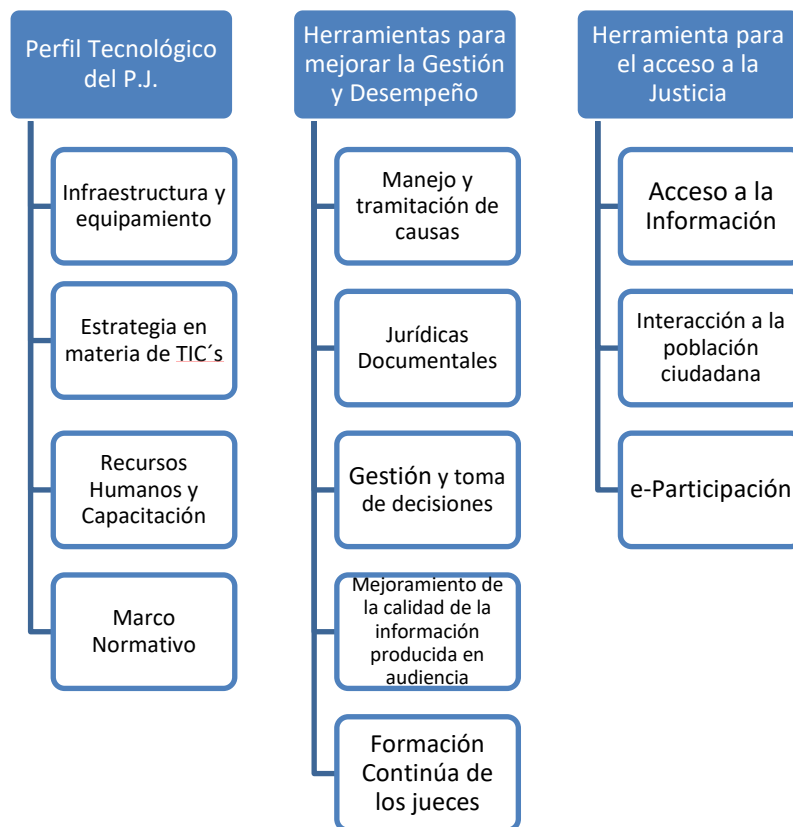 Perfil Tecnológico
del P.J.
Infraestructura y
equipamiento
Estrategia en
materia de TIC´s
Recursos
Humanos y
Capacitación
Marco
Normativo
Herramientas para
mejorar la Gestión
y Desempeño
Manejo y
tramitación de
causas
Jurídicas
Documentales
Gestión y toma
de decisiones
Mejoramiento de
la calidad de la
información
producida en
audiencia
Formación
Continúa de
los jueces
Herramienta para
el acceso a la
Justicia
Acceso a la
Información
Interacción a la
población
ciudadana
e-Participación